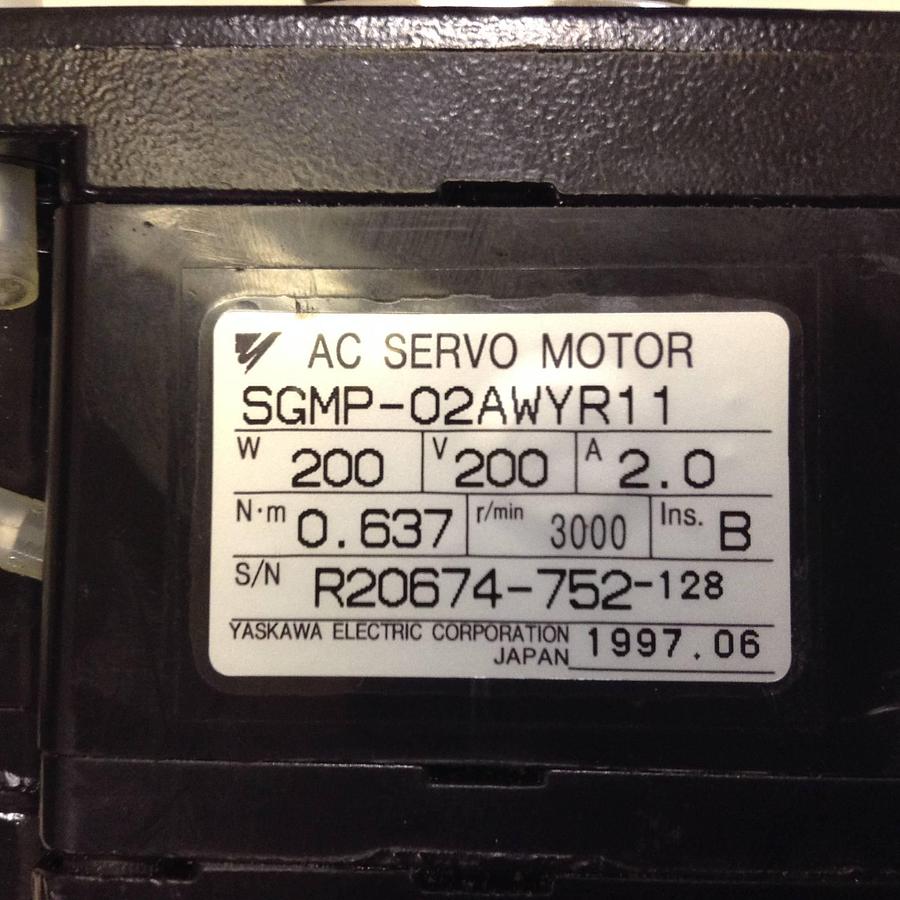 AC SERVO MOTOR
SGMP-02AWYR11
W 200 V 200 A 2.0
N·m 0.637 r/min 3000 Ins. B
S/N R20674-752-128
YASKAWA ELECTRIC CORPORATION
JAPAN 1997.06